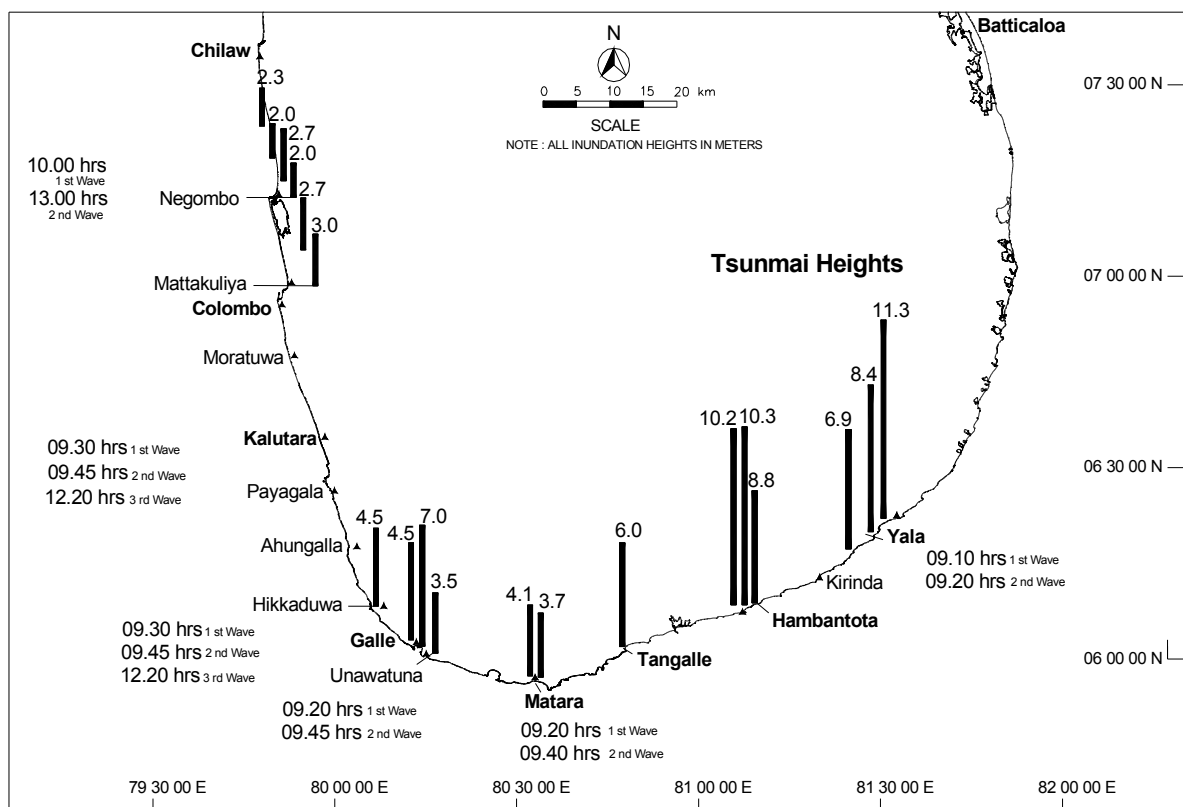 Batticaloa
Chilaw
N
0 5 10 15 20 km
SCALE
NOTE : ALL INUNDATION HEIGHTS IN METERS
07 30 00 N
2.3
2.0
2.7
2.0
2.7
3.0
10.00 hrs
1 st Wave
13.00 hrs
2 nd Wave
Negombo
Tsunmai Heights
Mattakuliya
07 00 00 N
Colombo
Moratuwa
11.3
8.4
6.9
10.2
10.3
8.8
Kalutara
09.30 hrs 1 st Wave
09.45 hrs 2 nd Wave
12.20 hrs 3 rd Wave
06 30 00 N
Payagala
4.5
4.5
7.0
3.5
6.0
Ahungalla
Yala
09.10 hrs 1 st Wave
09.20 hrs 2 nd Wave
Kirinda
Hikkaduwa
4.1
3.7
Hambantota
09.30 hrs 1 st Wave
09.45 hrs 2 nd Wave
12.20 hrs 3 rd Wave
Galle
Unawatuna
Tangalle
06 00 00 N
Matara
09.20 hrs 1 st Wave
09.45 hrs 2 nd Wave
09.20 hrs 1 st Wave
09.40 hrs 2 nd Wave
79 30 00 E 80 00 00 E 80 30 00 E 81 00 00 E 81 30 00 E 82 00 00 E